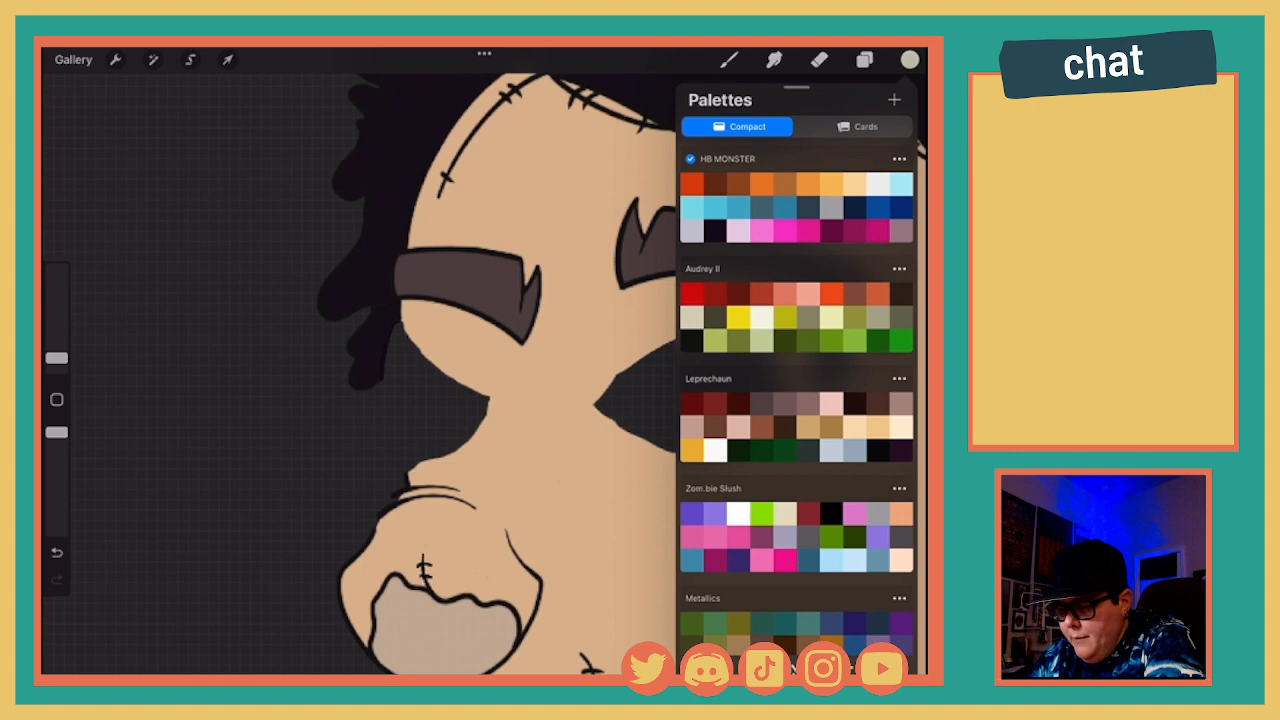 Gallery
Palettes
Compact
Cards
HB MONSTER
Audrey II
Leprechaun
Zom.bie Slush
Metallics
chat